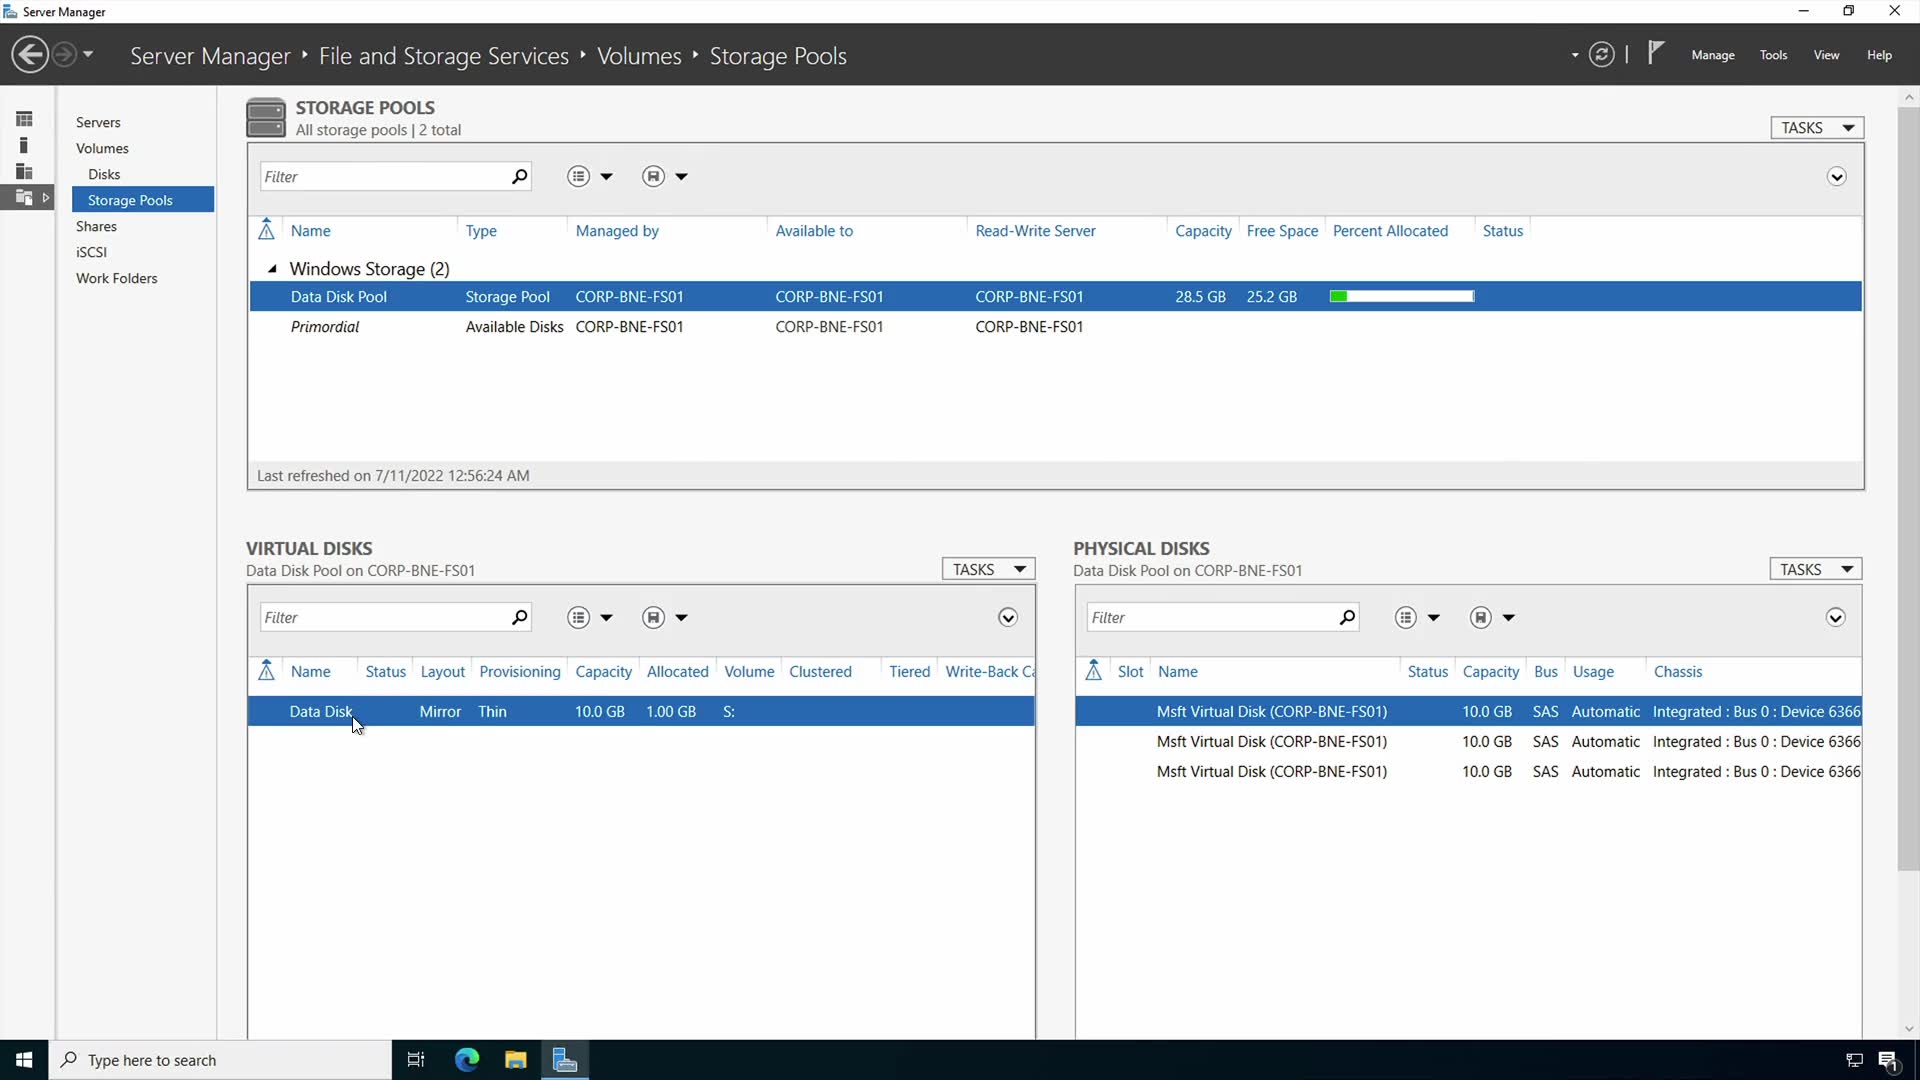 Server Manager
Server Manager ‣ File and Storage Services ‣ Volumes ‣ Storage Pools
Manage Tools View Help
Servers
Volumes
Disks
Storage Pools
Shares
iSCSI
Work Folders
STORAGE POOLS
All storage pools | 2 total
TASKS
Filter
Name Type Managed by Available to Read-Write Server Capacity Free Space Percent Allocated Status
Windows Storage (2)
Data Disk Pool Storage Pool CORP-BNE-FS01 CORP-BNE-FS01 CORP-BNE-FS01 28.5 GB 25.2 GB
Primordial Available Disks CORP-BNE-FS01 CORP-BNE-FS01 CORP-BNE-FS01
Last refreshed on 7/11/2022 12:56:24 AM
VIRTUAL DISKS
Data Disk Pool on CORP-BNE-FS01
TASKS
Filter
Name Status Layout Provisioning Capacity Allocated Volume Clustered Tiered Write-Back Ca
Data Disk Mirror Thin 10.0 GB 1.00 GB S:
PHYSICAL DISKS
Data Disk Pool on CORP-BNE-FS01
TASKS
Filter
Slot Name Status Capacity Bus Usage Chassis
Msft Virtual Disk (CORP-BNE-FS01) 10.0 GB SAS Automatic Integrated : Bus 0 : Device 6366
Msft Virtual Disk (CORP-BNE-FS01) 10.0 GB SAS Automatic Integrated : Bus 0 : Device 6366
Msft Virtual Disk (CORP-BNE-FS01) 10.0 GB SAS Automatic Integrated : Bus 0 : Device 6366
Type here to search
1